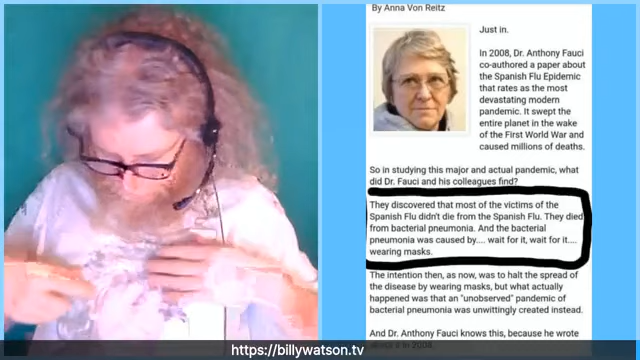 By Anna Von Reitz
Just in.
In 2008, Dr. Anthony Fauci
co-authored a paper about
the Spanish Flu Epidemic
that rates as the most
devastating modern
pandemic. It swept the
entire planet in the wake
of the First World War and
caused millions of deaths.
So in studying this major and actual pandemic, what
did Dr. Fauci and his colleagues find?
They discovered that most of the victims of the
Spanish Flu didn't die from the Spanish Flu. They died
from bacterial pneumonia. And the bacterial
pneumonia was caused by.... wait for it, wait for it....
wearing masks.
The intention then, as now, was to halt the spread of
the disease by wearing masks, but what actually
happened was that an "unobserved" pandemic of
bacterial pneumonia was unwittingly created instead.
And Dr. Anthony Fauci knows this, because he wrote
about it in 2008.
https://billywatson.tv